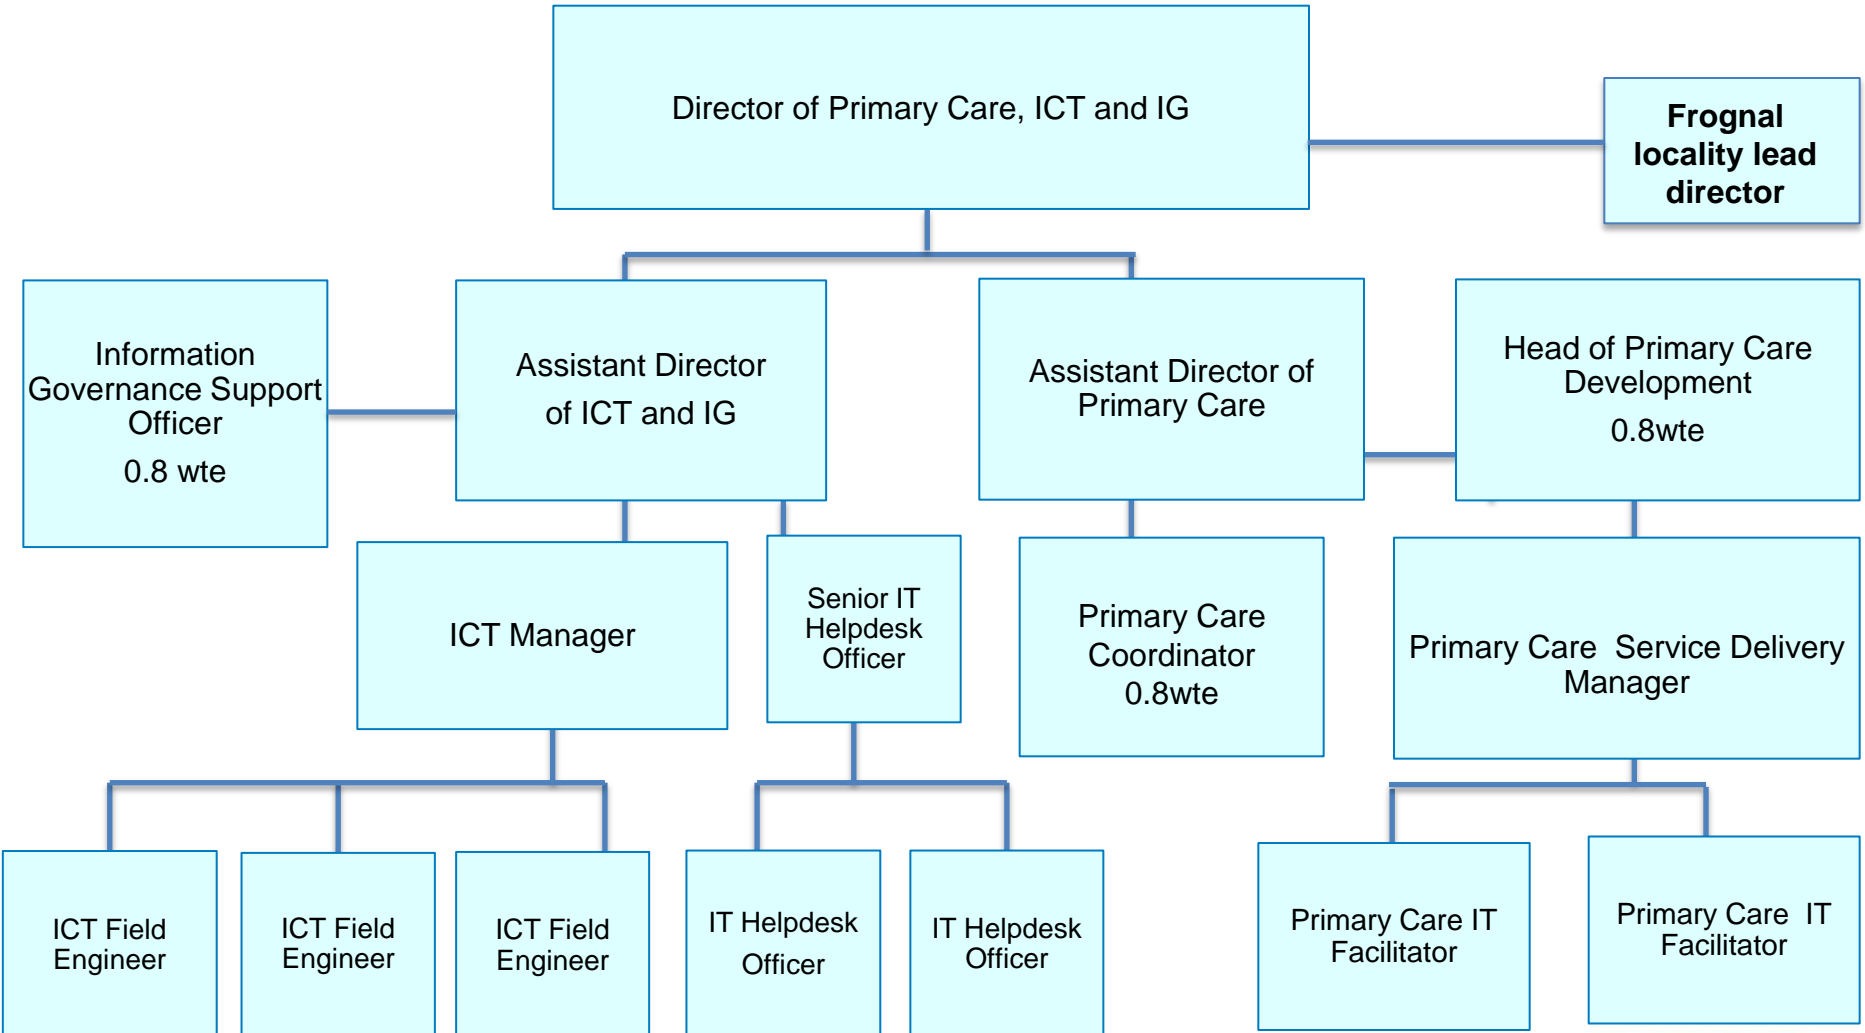 Director of Primary Care, ICT and IG
Frognal
locality lead
director
Information
Governance Support
Officer
0.8 wte
Assistant Director
of ICT and IG
Assistant Director of
Primary Care
Head of Primary Care
Development
0.8wte
ICT Manager
Senior IT
Helpdesk
Officer
Primary Care
Coordinator
0.8wte
Primary Care  Service Delivery
Manager
ICT Field
Engineer
ICT Field
Engineer
ICT Field
Engineer
IT Helpdesk
Officer
IT Helpdesk
Officer
Primary Care IT
Facilitator
Primary Care  IT
Facilitator